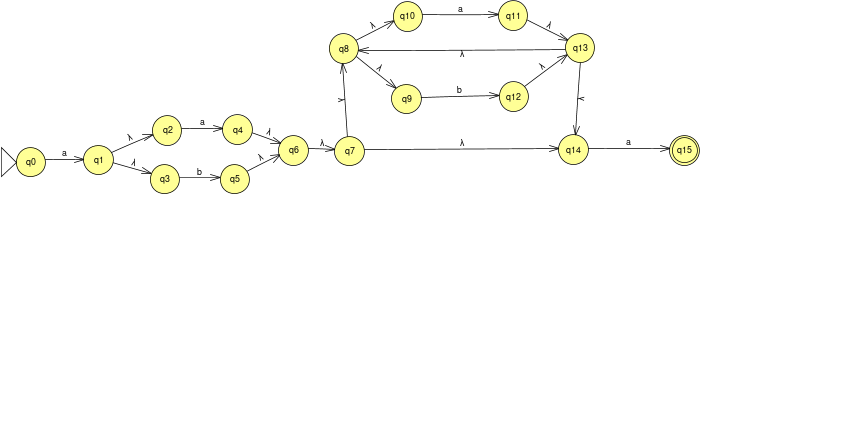 q10 a q11
λ λ
q8 λ q13
λ λ
q9 b q12
λ λ
q2 a q4
λ λ
q0 a q1 q6 λ q7 λ q14 a q15
λ λ
q3 b q5